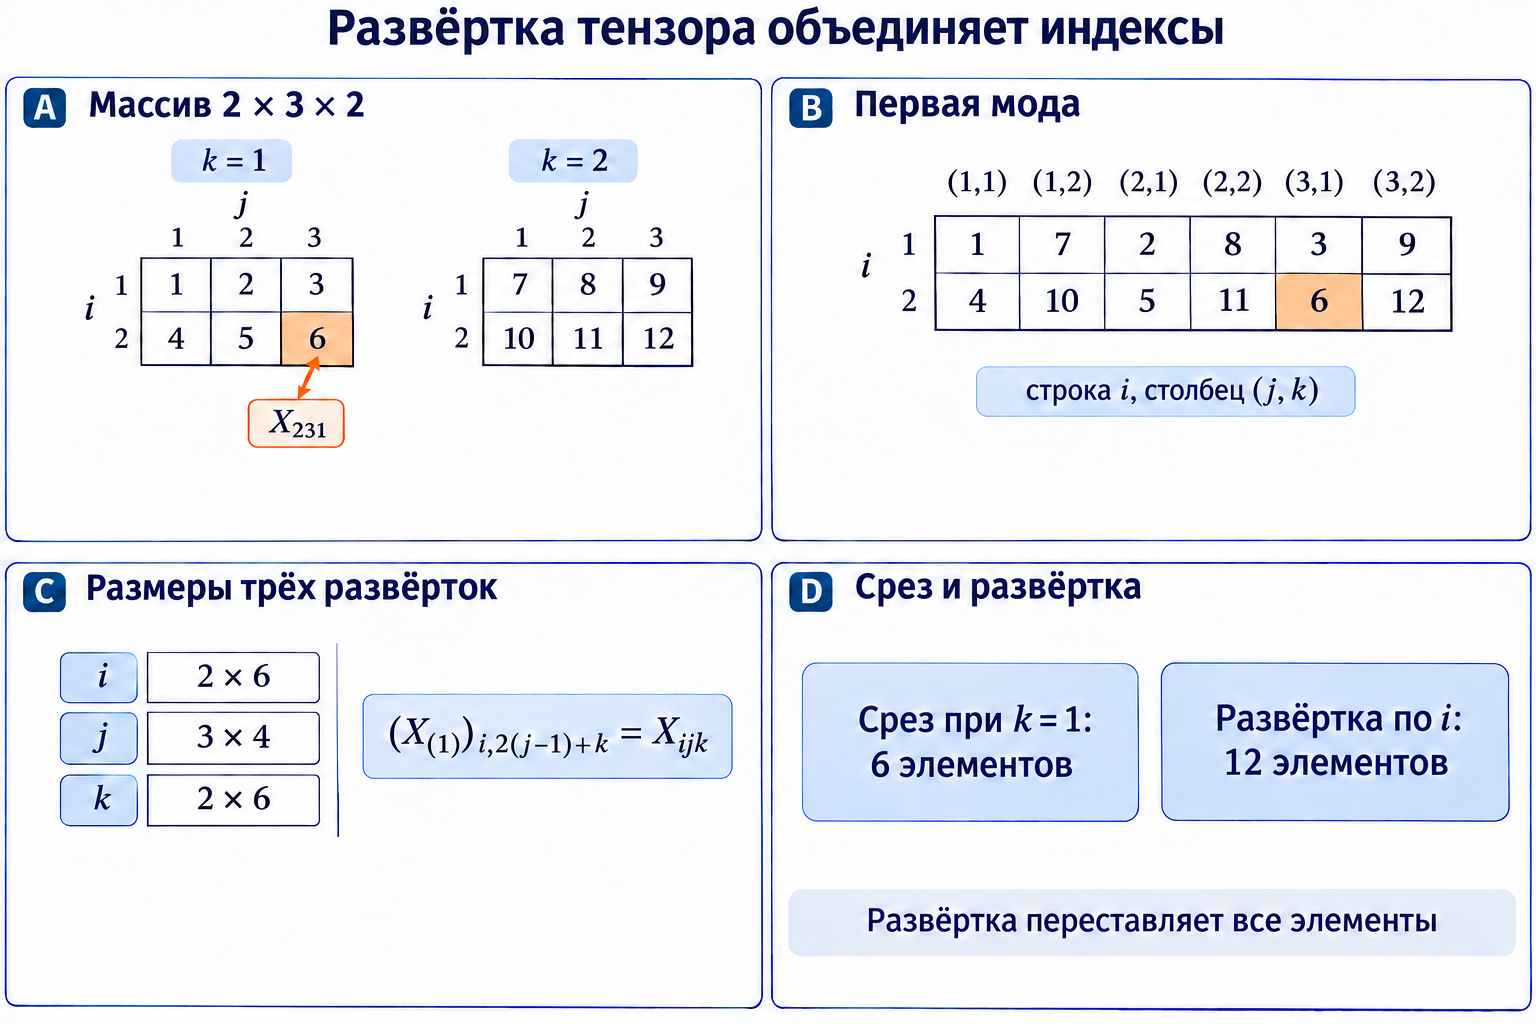 Развёртка тензора объединяет индексы
A Массив 2 × 3 × 2
k = 1
j
1 2 3
i
1 1 2 3
2 4 5 6
X₂₃₁
k = 2
j
1 2 3
i
1 7 8 9
2 10 11 12
B Первая мода
(1,1) (1,2) (2,1) (2,2) (3,1) (3,2)
i
1 1 7 2 8 3 9
2 4 10 5 11 6 12
строка i, столбец (j, k)
C Размеры трёх развёрток
i 2 × 6
j 3 × 4
k 2 × 6
(X₍₁₎)_{i,2(j−1)+k} = X_{ijk}
D Срез и развёртка
Срез при k = 1:
6 элементов
Развёртка по i:
12 элементов
Развёртка переставляет все элементы